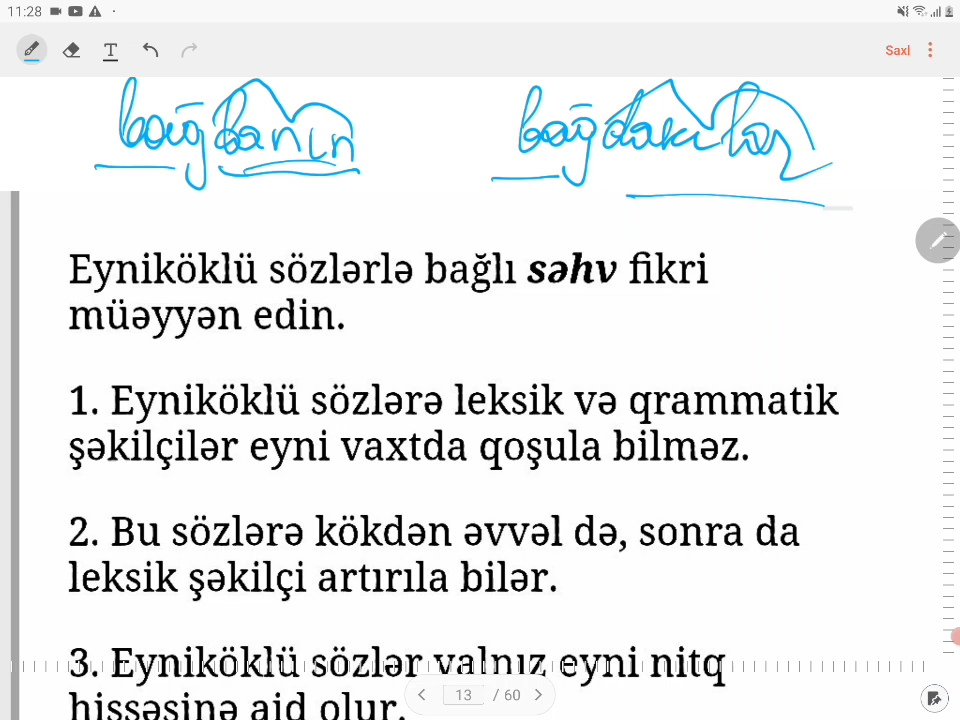 11:28
T
Saxl
bağbanın bağdakılar
Eyniköklü sözlərlə bağlı səhv fikri
müəyyən edin.
1. Eyniköklü sözlərə leksik və qrammatik
şəkilçilər eyni vaxtda qoşula bilməz.
2. Bu sözlərə kökdən əvvəl də, sonra da
leksik şəkilçi artırıla bilər.
3. Eyniköklü sözlər yalnız eyni nitq
hissəsinə aid olur.
13 / 60